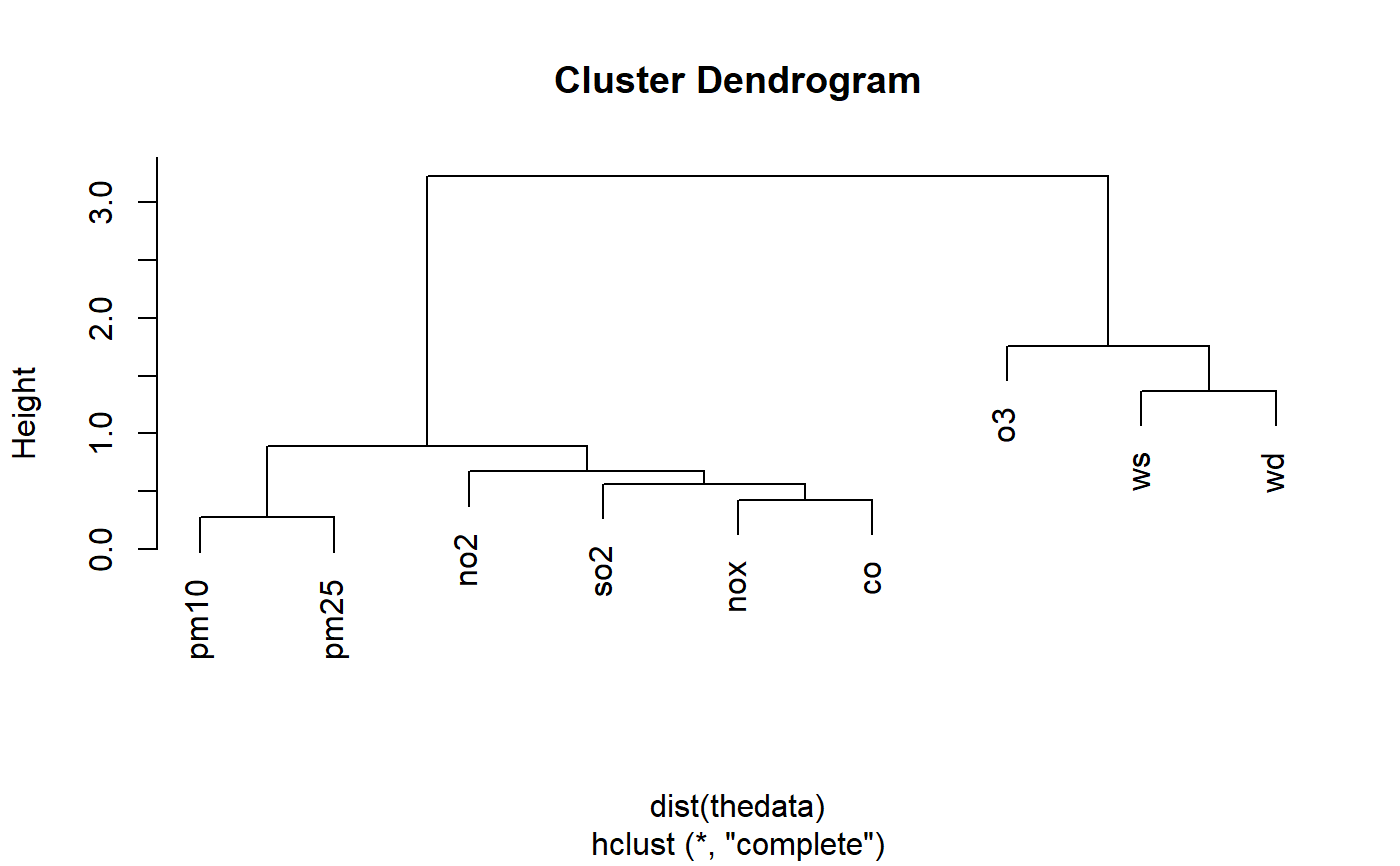 Cluster Dendrogram
Height
3.0
2.0
1.0
0.0
pm10
pm25
no2
so2
nox
co
o3
ws
wd
dist(thedata)
hclust (*, "complete")